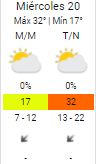 Miércoles 20
Máx 32° | Mín 17°
M/M T/N
0% 0%
17 32
7 - 12 13 - 22
- -